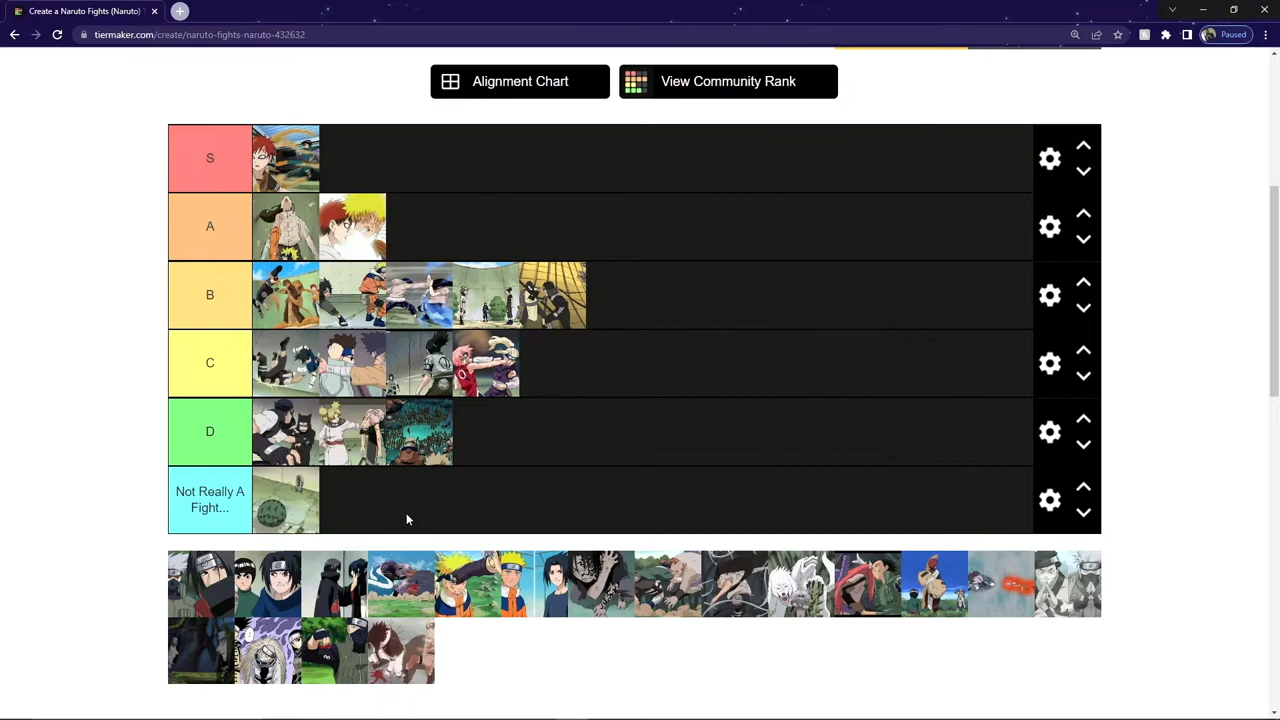 Create a Naruto Fights (Naruto)
tiermaker.com/create/naruto-fights-naruto-432632
Paused
Alignment Chart
View Community Rank
S
A
B
C
D
Not Really A
Fight...